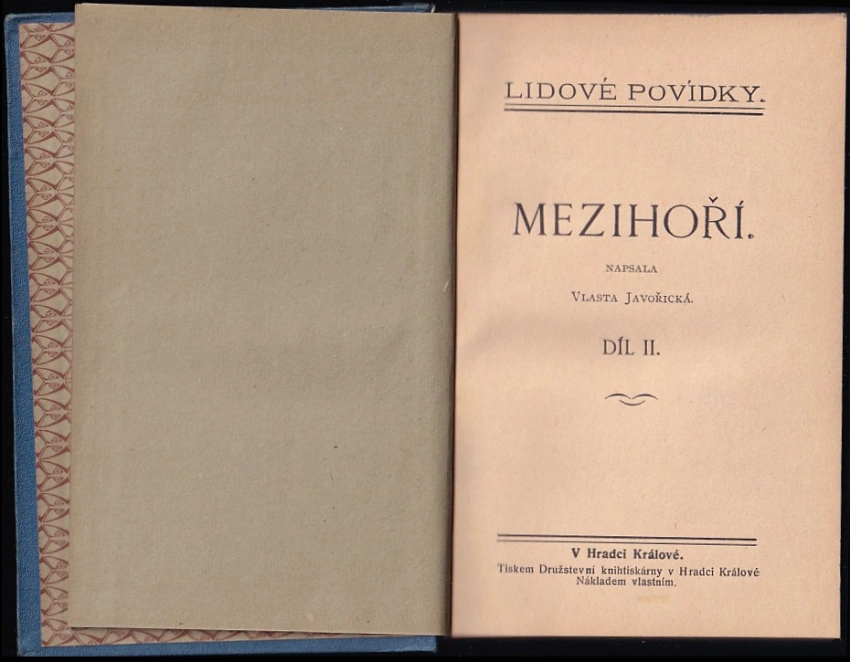 LIDOVÉ POVÍDKY.
MEZIHOŘÍ.
NAPSALA
VLASTA JAVOŘICKÁ.
DÍL II.
V Hradci Králové.
Tiskem Družstevní knihtiskárny v Hradci Králové
Nákladem vlastním.